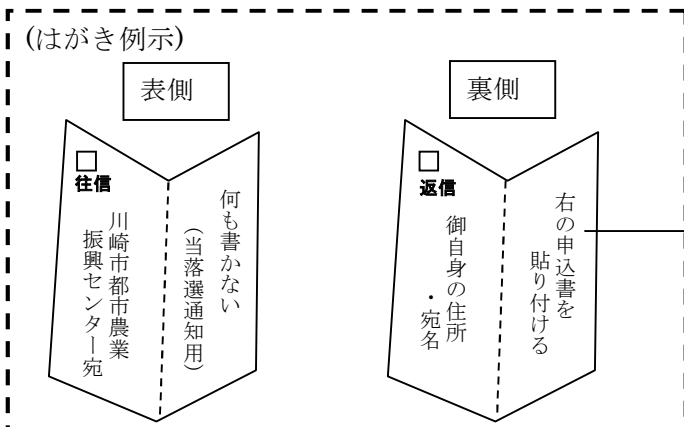 (はがき例示)
表側
往信
川崎市都市農業
振興センター宛
何も書かない
(当落選通知用)
裏側
返信
御自身の住所
・宛名
右の申込書を
貼り付ける